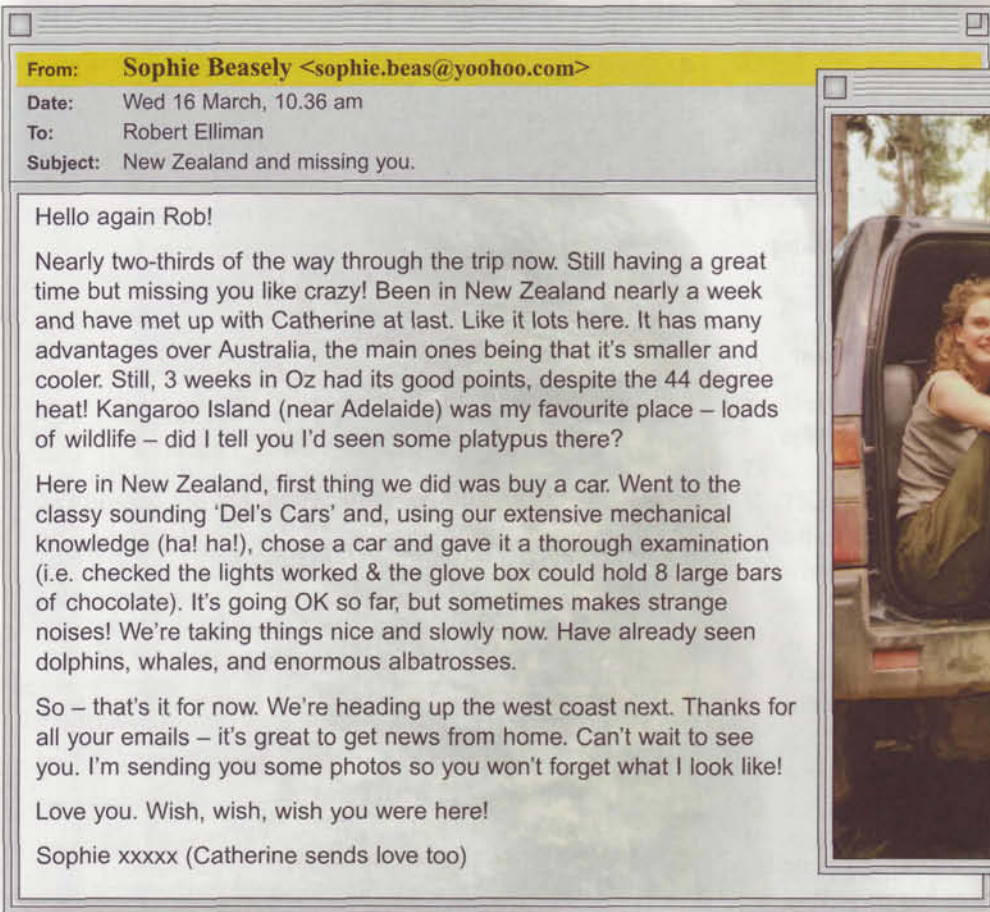 From: Sophie Beasely <sophie.beas@yoohoo.com>
Date: Wed 16 March, 10.36 am
To: Robert Elliman
Subject: New Zealand and missing you.
Hello again Rob!
Nearly two-thirds of the way through the trip now. Still having a great
time but missing you like crazy! Been in New Zealand nearly a week
and have met up with Catherine at last. Like it lots here. It has many
advantages over Australia, the main ones being that it's smaller and
cooler. Still, 3 weeks in Oz had its good points, despite the 44 degree
heat! Kangaroo Island (near Adelaide) was my favourite place – loads
of wildlife – did I tell you I'd seen some platypus there?
Here in New Zealand, first thing we did was buy a car. Went to the
classy sounding 'Del's Cars' and, using our extensive mechanical
knowledge (ha! ha!), chose a car and gave it a thorough examination
(i.e. checked the lights worked & the glove box could hold 8 large bars
of chocolate). It's going OK so far, but sometimes makes strange
noises! We're taking things nice and slowly now. Have already seen
dolphins, whales, and enormous albatrosses.
So – that's it for now. We're heading up the west coast next. Thanks for
all your emails – it's great to get news from home. Can't wait to see
you. I'm sending you some photos so you won't forget what I look like!
Love you. Wish, wish, wish you were here!
Sophie xxxxx (Catherine sends love too)